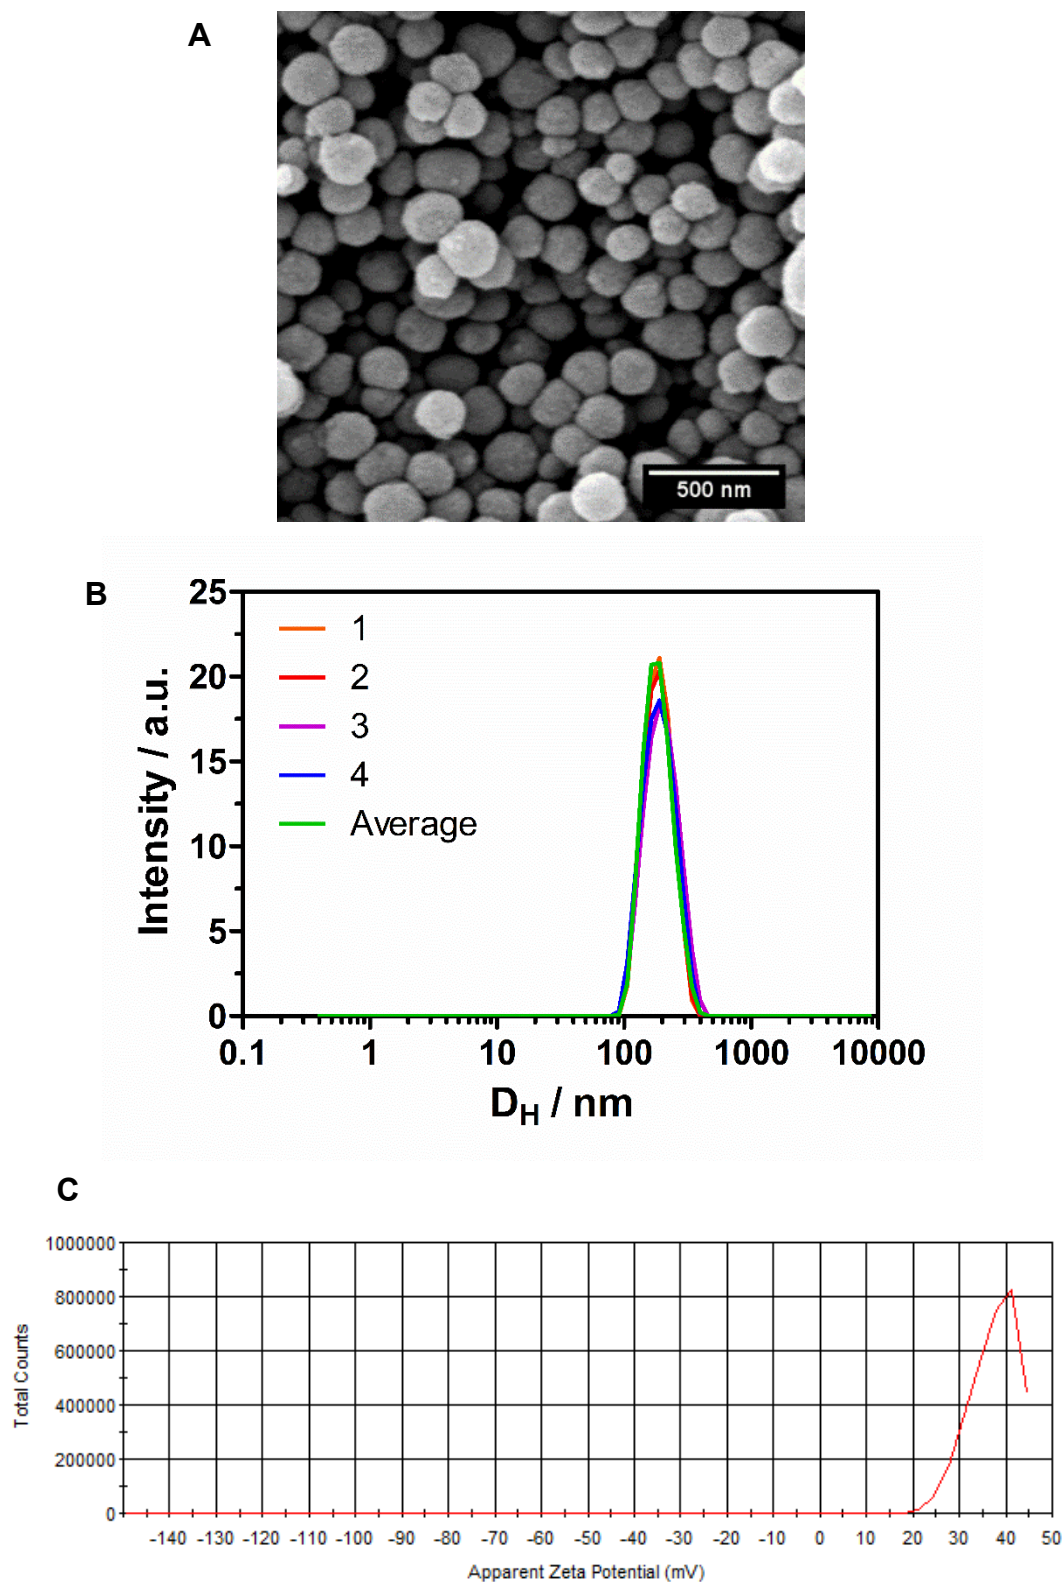 A
500 nm
B
25
20
15
10
5
0
1
2
3
4
Average
Intensity / a.u.
0.1 1 10 100 1000 10000
DH / nm
C
1000000
800000
600000
400000
200000
0
Total Counts
-140 -130 -120 -110 -100 -90 -80 -70 -60 -50 -40 -30 -20 -10 0 10 20 30 40 50
Apparent Zeta Potential (mV)